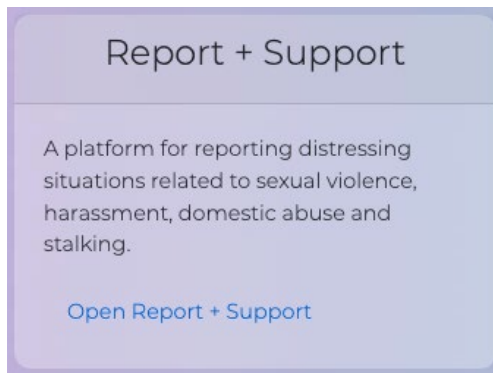 Report + Support
A platform for reporting distressing
situations related to sexual violence,
harassment, domestic abuse and
stalking.
Open Report + Support